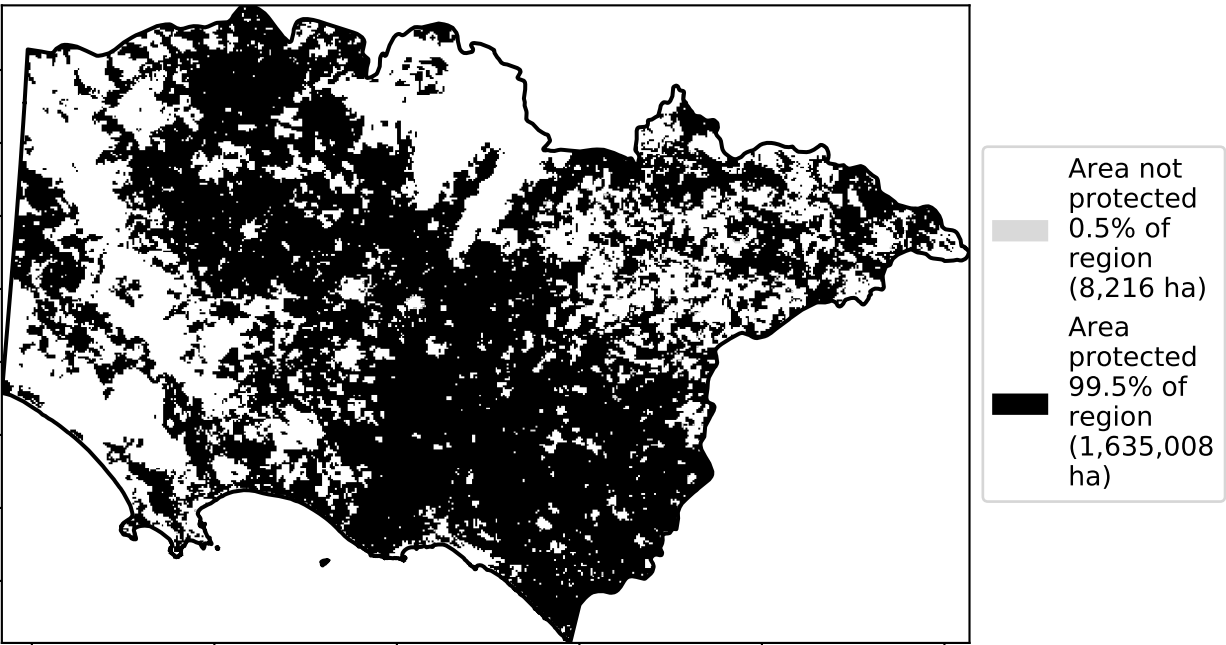 Area not
protected
0.5% of
region
(8,216 ha)
Area
protected
99.5% of
region
(1,635,008
ha)